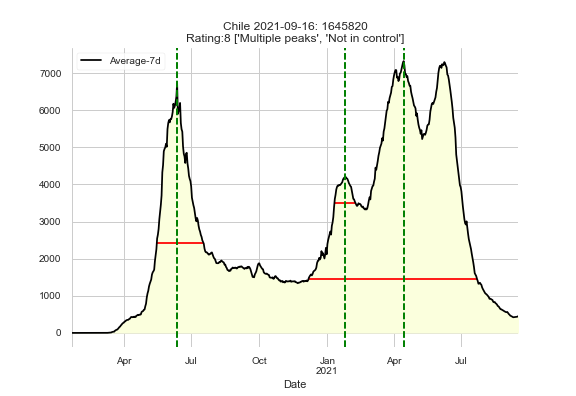 Chile 2021-09-16: 1645820
Rating:8 ['Multiple peaks', 'Not in control']
Average-7d
7000
6000
5000
4000
3000
2000
1000
0
Apr Jul Oct Jan Apr Jul
2021
Date